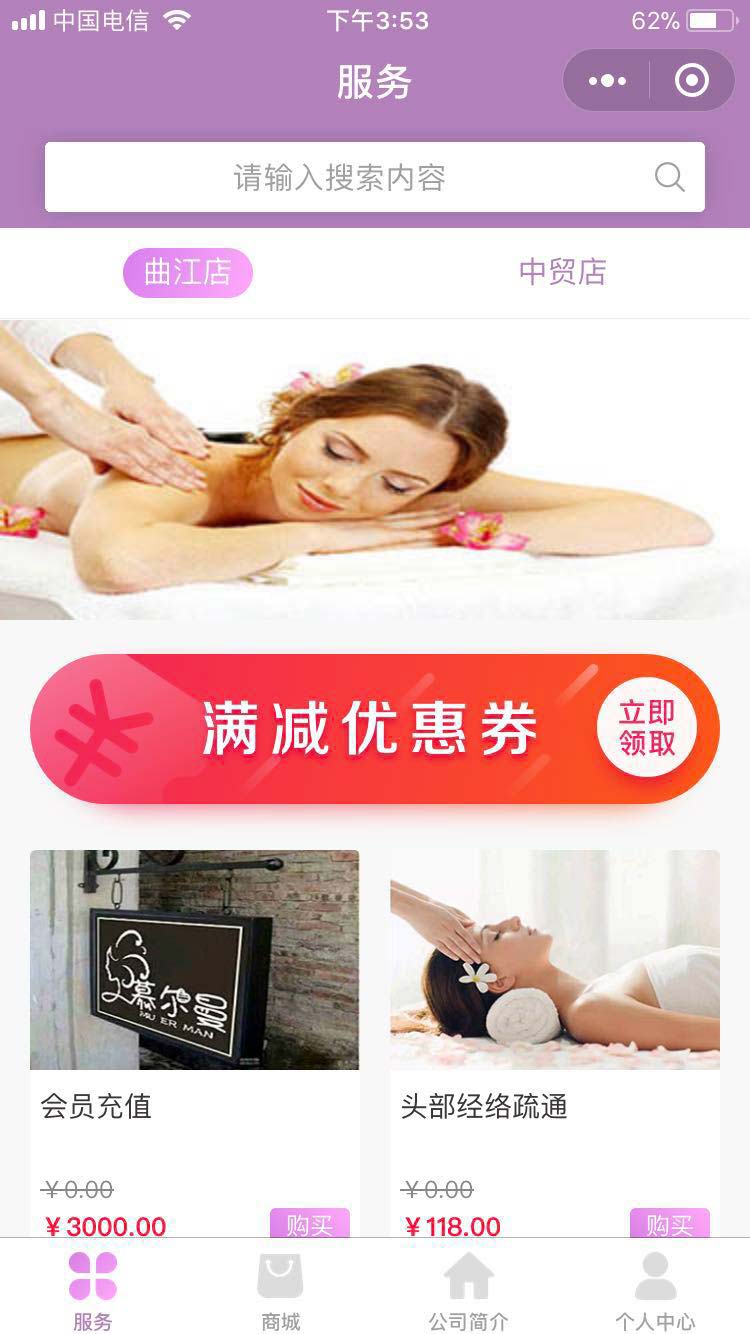 中国电信
下午3:53
62%
服务
请输入搜索内容
曲江店
中贸店
满减优惠券
立即
领取
慕尔曼
MU ER MAN
会员充值
头部经络疏通
￥0.00
￥0.00
￥3000.00
购买
￥118.00
购买
服务
商城
公司简介
个人中心